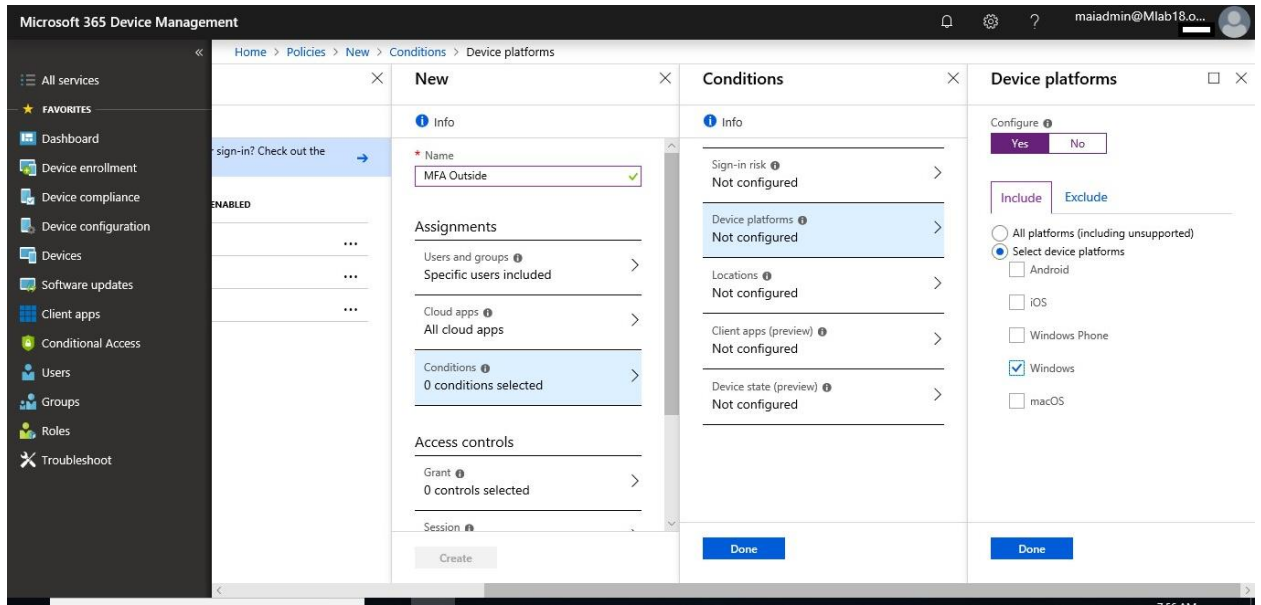 Microsoft 365 Device Management
?
maiadmin@Mlab18.o...
«
Home > Policies > New > Conditions > Device platforms
All services
FAVORITES
Dashboard
Device enrollment
Device compliance
Device configuration
Devices
Software updates
Client apps
Conditional Access
Users
Groups
Roles
Troubleshoot
sign-in? Check out the
ENABLED
...
...
...
New
Info
* Name
MFA Outside
Assignments
Users and groups
Specific users included
Cloud apps
All cloud apps
Conditions
0 conditions selected
Access controls
Grant
0 controls selected
Session
Create
Conditions
Info
Sign-in risk
Not configured
Device platforms
Not configured
Locations
Not configured
Client apps (preview)
Not configured
Device state (preview)
Not configured
Done
Device platforms
Configure
Yes No
Include Exclude
All platforms (including unsupported)
Select device platforms
Android
iOS
Windows Phone
Windows
macOS
Done